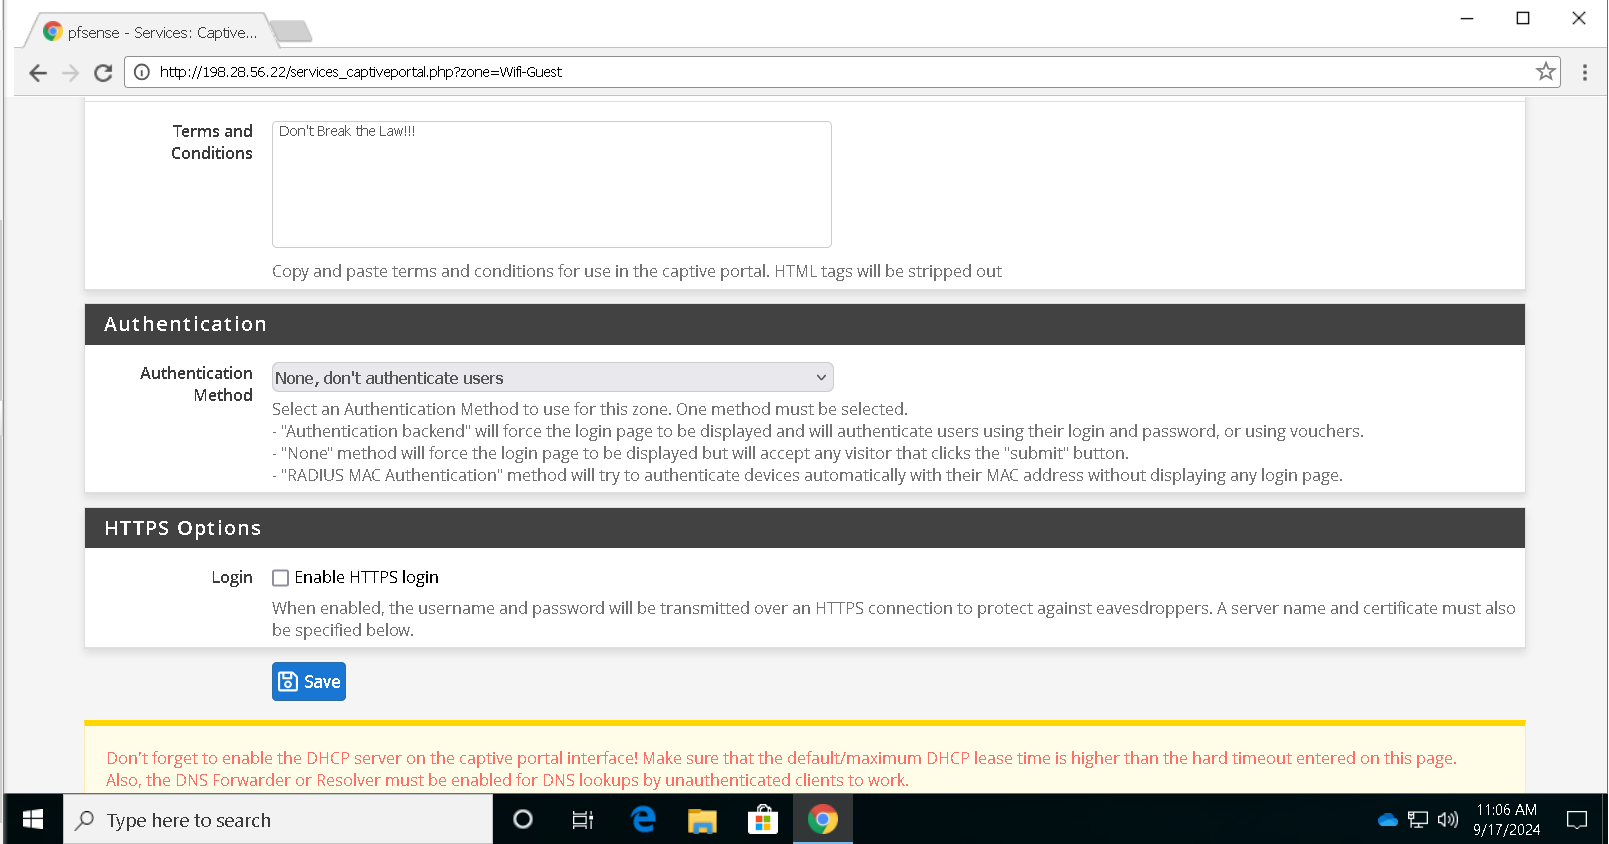 pfsense - Services: Captive...
http://198.28.56.22/services_captiveportal.php?zone=Wifi-Guest
Terms and
Conditions
Don't Break the Law!!!
Copy and paste terms and conditions for use in the captive portal. HTML tags will be stripped out
Authentication
Authentication
Method
None, don't authenticate users
Select an Authentication Method to use for this zone. One method must be selected.
- "Authentication backend" will force the login page to be displayed and will authenticate users using their login and password, or using vouchers.
- "None" method will force the login page to be displayed but will accept any visitor that clicks the "submit" button.
- "RADIUS MAC Authentication" method will try to authenticate devices automatically with their MAC address without displaying any login page.
HTTPS Options
Login
Enable HTTPS login
When enabled, the username and password will be transmitted over an HTTPS connection to protect against eavesdroppers. A server name and certificate must also
be specified below.
Save
Don't forget to enable the DHCP server on the captive portal interface! Make sure that the default/maximum DHCP lease time is higher than the hard timeout entered on this page.
Also, the DNS Forwarder or Resolver must be enabled for DNS lookups by unauthenticated clients to work.
Type here to search
11:06 AM
9/17/2024